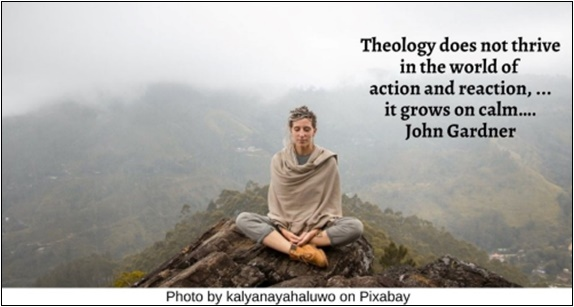 Theology does not thrive
in the world of
action and reaction, ...
it grows on calm....
John Gardner
Photo by kalyanayahaluwo on Pixabay